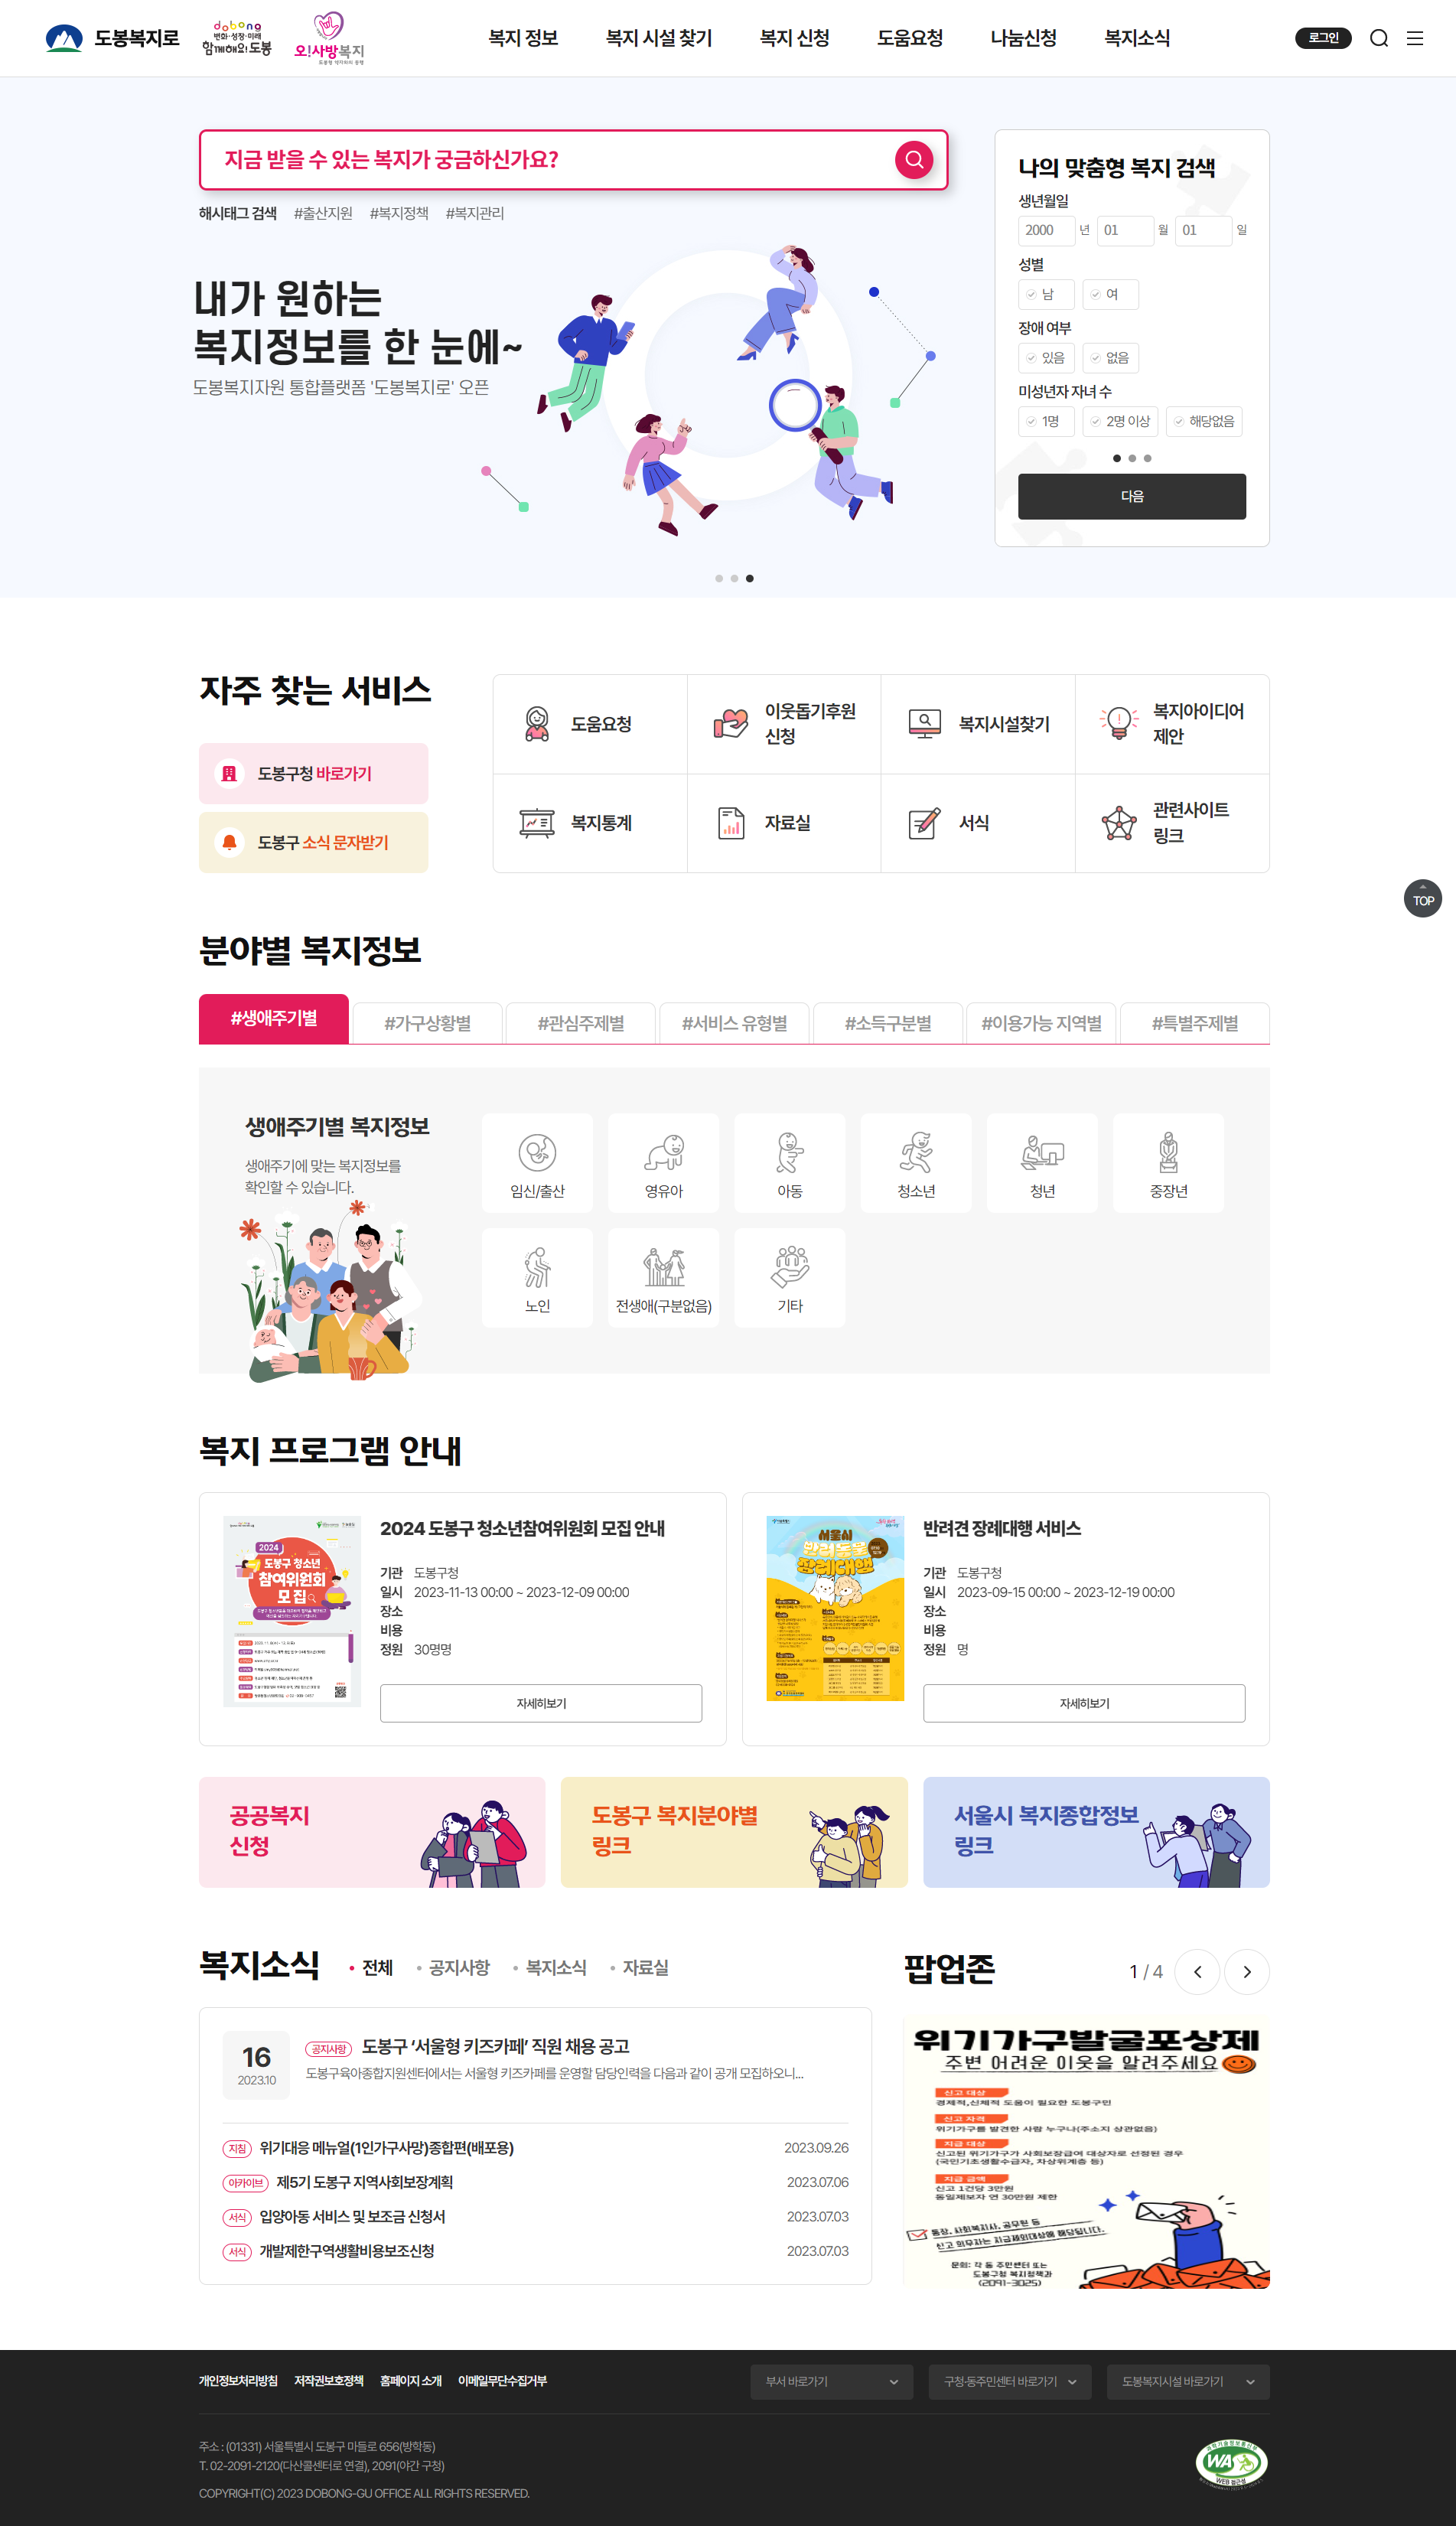 도봉복지로
dobong
변화·성장·미래
함께해요!도봉
오!사방복지
복지 정보
복지 시설 찾기
복지 신청
도움요청
나눔신청
복지소식
로그인
지금 받을 수 있는 복지가 궁금하신가요?
해시태그 검색 #출산지원 #복지정책 #복지관리
내가 원하는
복지정보를 한 눈에~
도봉복지자원 통합플랫폼 '도봉복지로' 오픈
나의 맞춤형 복지 검색
생년월일
2000 년 01 월 01 일
성별
남 여
장애 여부
있음 없음
미성년자 자녀 수
1명 2명 이상 해당없음
다음
자주 찾는 서비스
도봉구청 바로가기
도봉구 소식 문자받기
도움요청
이웃돕기후원
신청
복지시설찾기
복지아이디어
제안
복지통계
자료실
서식
관련사이트
링크
TOP
분야별 복지정보
#생애주기별
#가구상황별
#관심주제별
#서비스 유형별
#소득구분별
#이용가능 지역별
#특별주제별
생애주기별 복지정보
생애주기에 맞는 복지정보를
확인할 수 있습니다.
임신/출산
영유아
아동
청소년
청년
중장년
노인
전생애(구분없음)
기타
복지 프로그램 안내
2024
도봉구 청소년
참여위원회
모집
2024 도봉구 청소년참여위원회 모집 안내
기관 도봉구청
일시 2023-11-13 00:00 ~ 2023-12-09 00:00
장소
비용
정원 30명명
자세히보기
서울시
반려동물
장례대행
반려견 장례대행 서비스
기관 도봉구청
일시 2023-09-15 00:00 ~ 2023-12-19 00:00
장소
비용
정원 명
자세히보기
공공복지
신청
도봉구 복지분야별
링크
서울시 복지종합정보
링크
복지소식
전체
공지사항
복지소식
자료실
16
2023.10
공지사항 도봉구 ‘서울형 키즈카페’ 직원 채용 공고
도봉구육아종합지원센터에서는 서울형 키즈카페를 운영할 담당인력을 다음과 같이 공개 모집하오니...
지침 위기대응 메뉴얼(1인가구사망)종합편(배포용) 2023.09.26
아카이브 제5기 도봉구 지역사회보장계획 2023.07.06
서식 입양아동 서비스 및 보조금 신청서 2023.07.03
서식 개발제한구역생활비용보조신청 2023.07.03
팝업존
1 / 4
위기가구발굴포상제
주변 어려운 이웃을 알려주세요
신고 대상
경제적,신체적 도움이 필요한 도봉구민
신고 자격
위기가구를 발견한 사람 누구나(주소지 상관없음)
지급 대상
신고된 위기가구가 사회보장급여 대상자로 선정된 경우
(국민기초생활수급자, 차상위계층 등)
지급 금액
신고 1건당 3만원
동일제보자 연 30만원 제한
통장, 사회복지사, 공무원 등
신고 의무자는 지급제외대상에 해당됩니다.
문의: 각 동 주민센터 또는
도봉구청 복지정책과
(2091-3025)
개인정보처리방침 저작권보호정책 홈페이지 소개 이메일무단수집거부
부서 바로가기
구청·동주민센터 바로가기
도봉복지시설 바로가기
주소 : (01331) 서울특별시 도봉구 마들로 656(방학동)
T. 02-2091-2120(다산콜센터로 연결), 2091(야간 구청)
COPYRIGHT(C) 2023 DOBONG-GU OFFICE ALL RIGHTS RESERVED.
과학기술정보통신부
WA
WEB 접근성